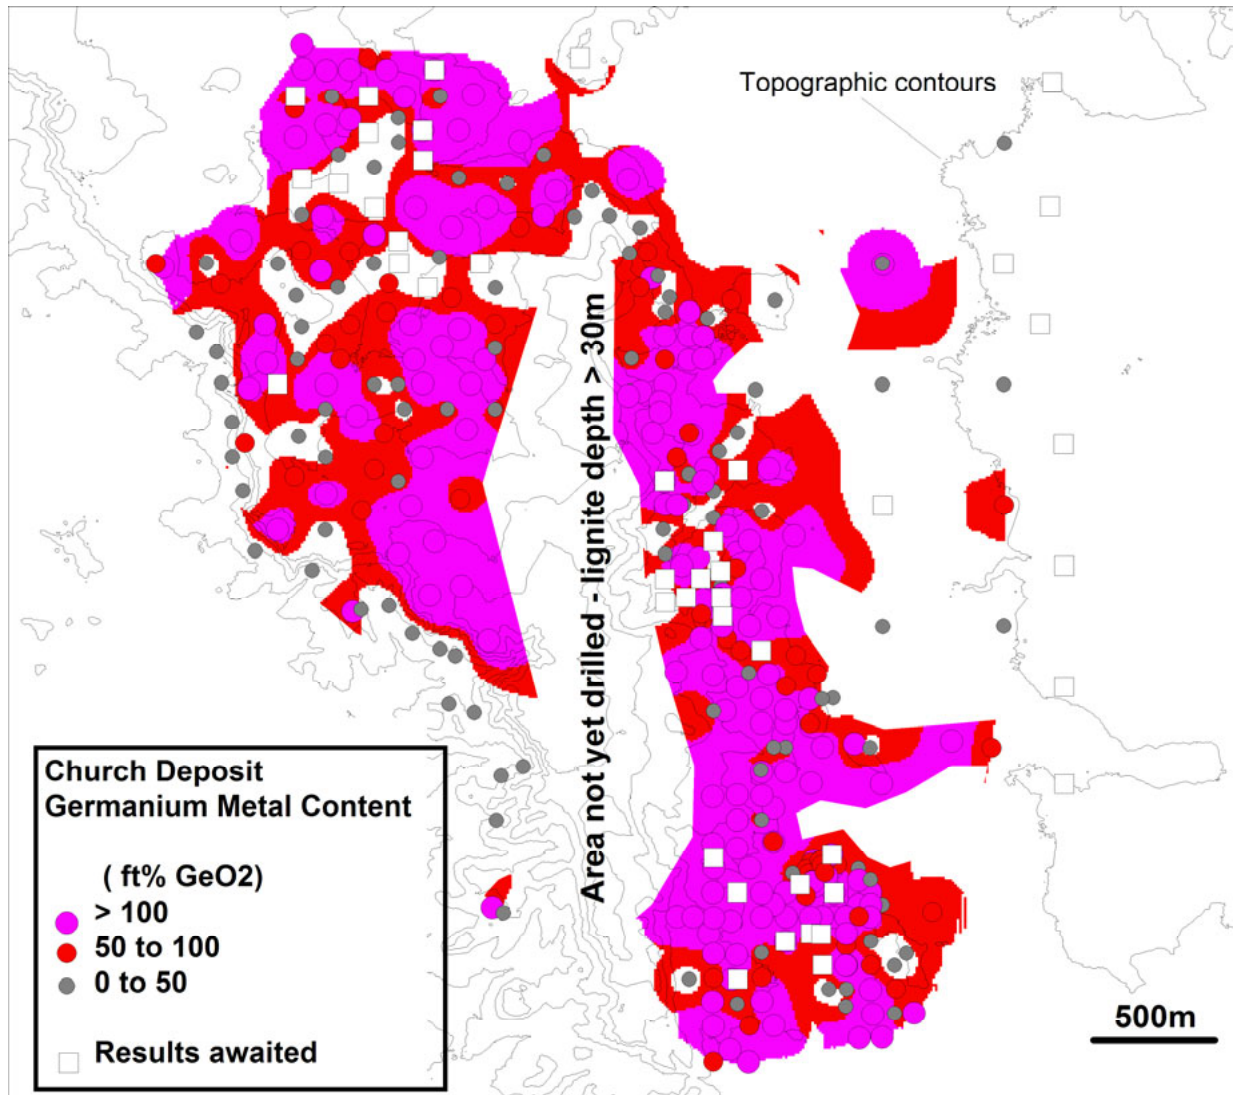 Topographic contours
Area not yet drilled - lignite depth > 30m
Church Deposit
Germanium Metal Content
( ft% GeO2)
> 100
50 to 100
0 to 50
Results awaited
500m